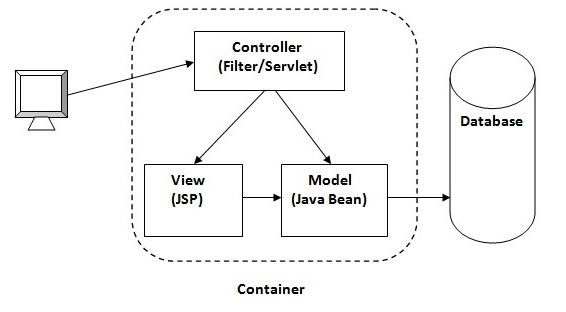 Controller
(Filter/Servlet)
Database
View
(JSP)
Model
(Java Bean)
Container